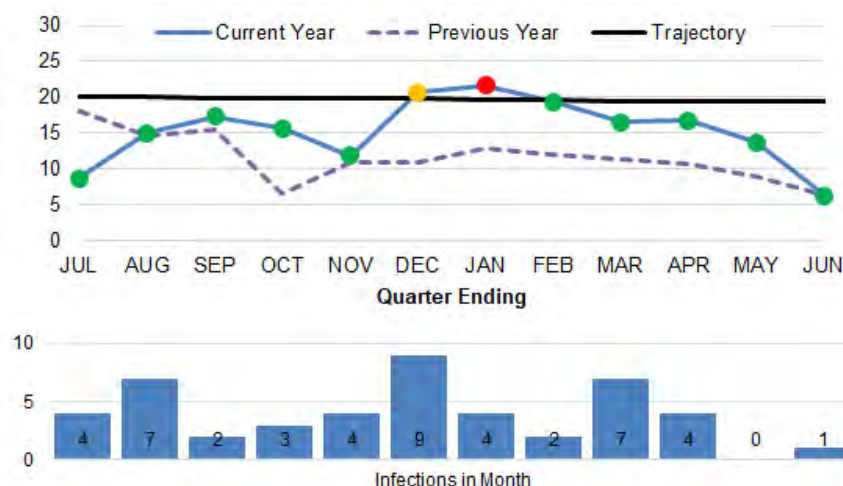 30
Current Year Previous Year Trajectory
25
20
15
10
5
0
JUL AUG SEP OCT NOV DEC JAN FEB MAR APR MAY JUN
Quarter Ending
10
5
4 7 2 3 4 9 4 2 7 4 0 1
0
Infections in Month